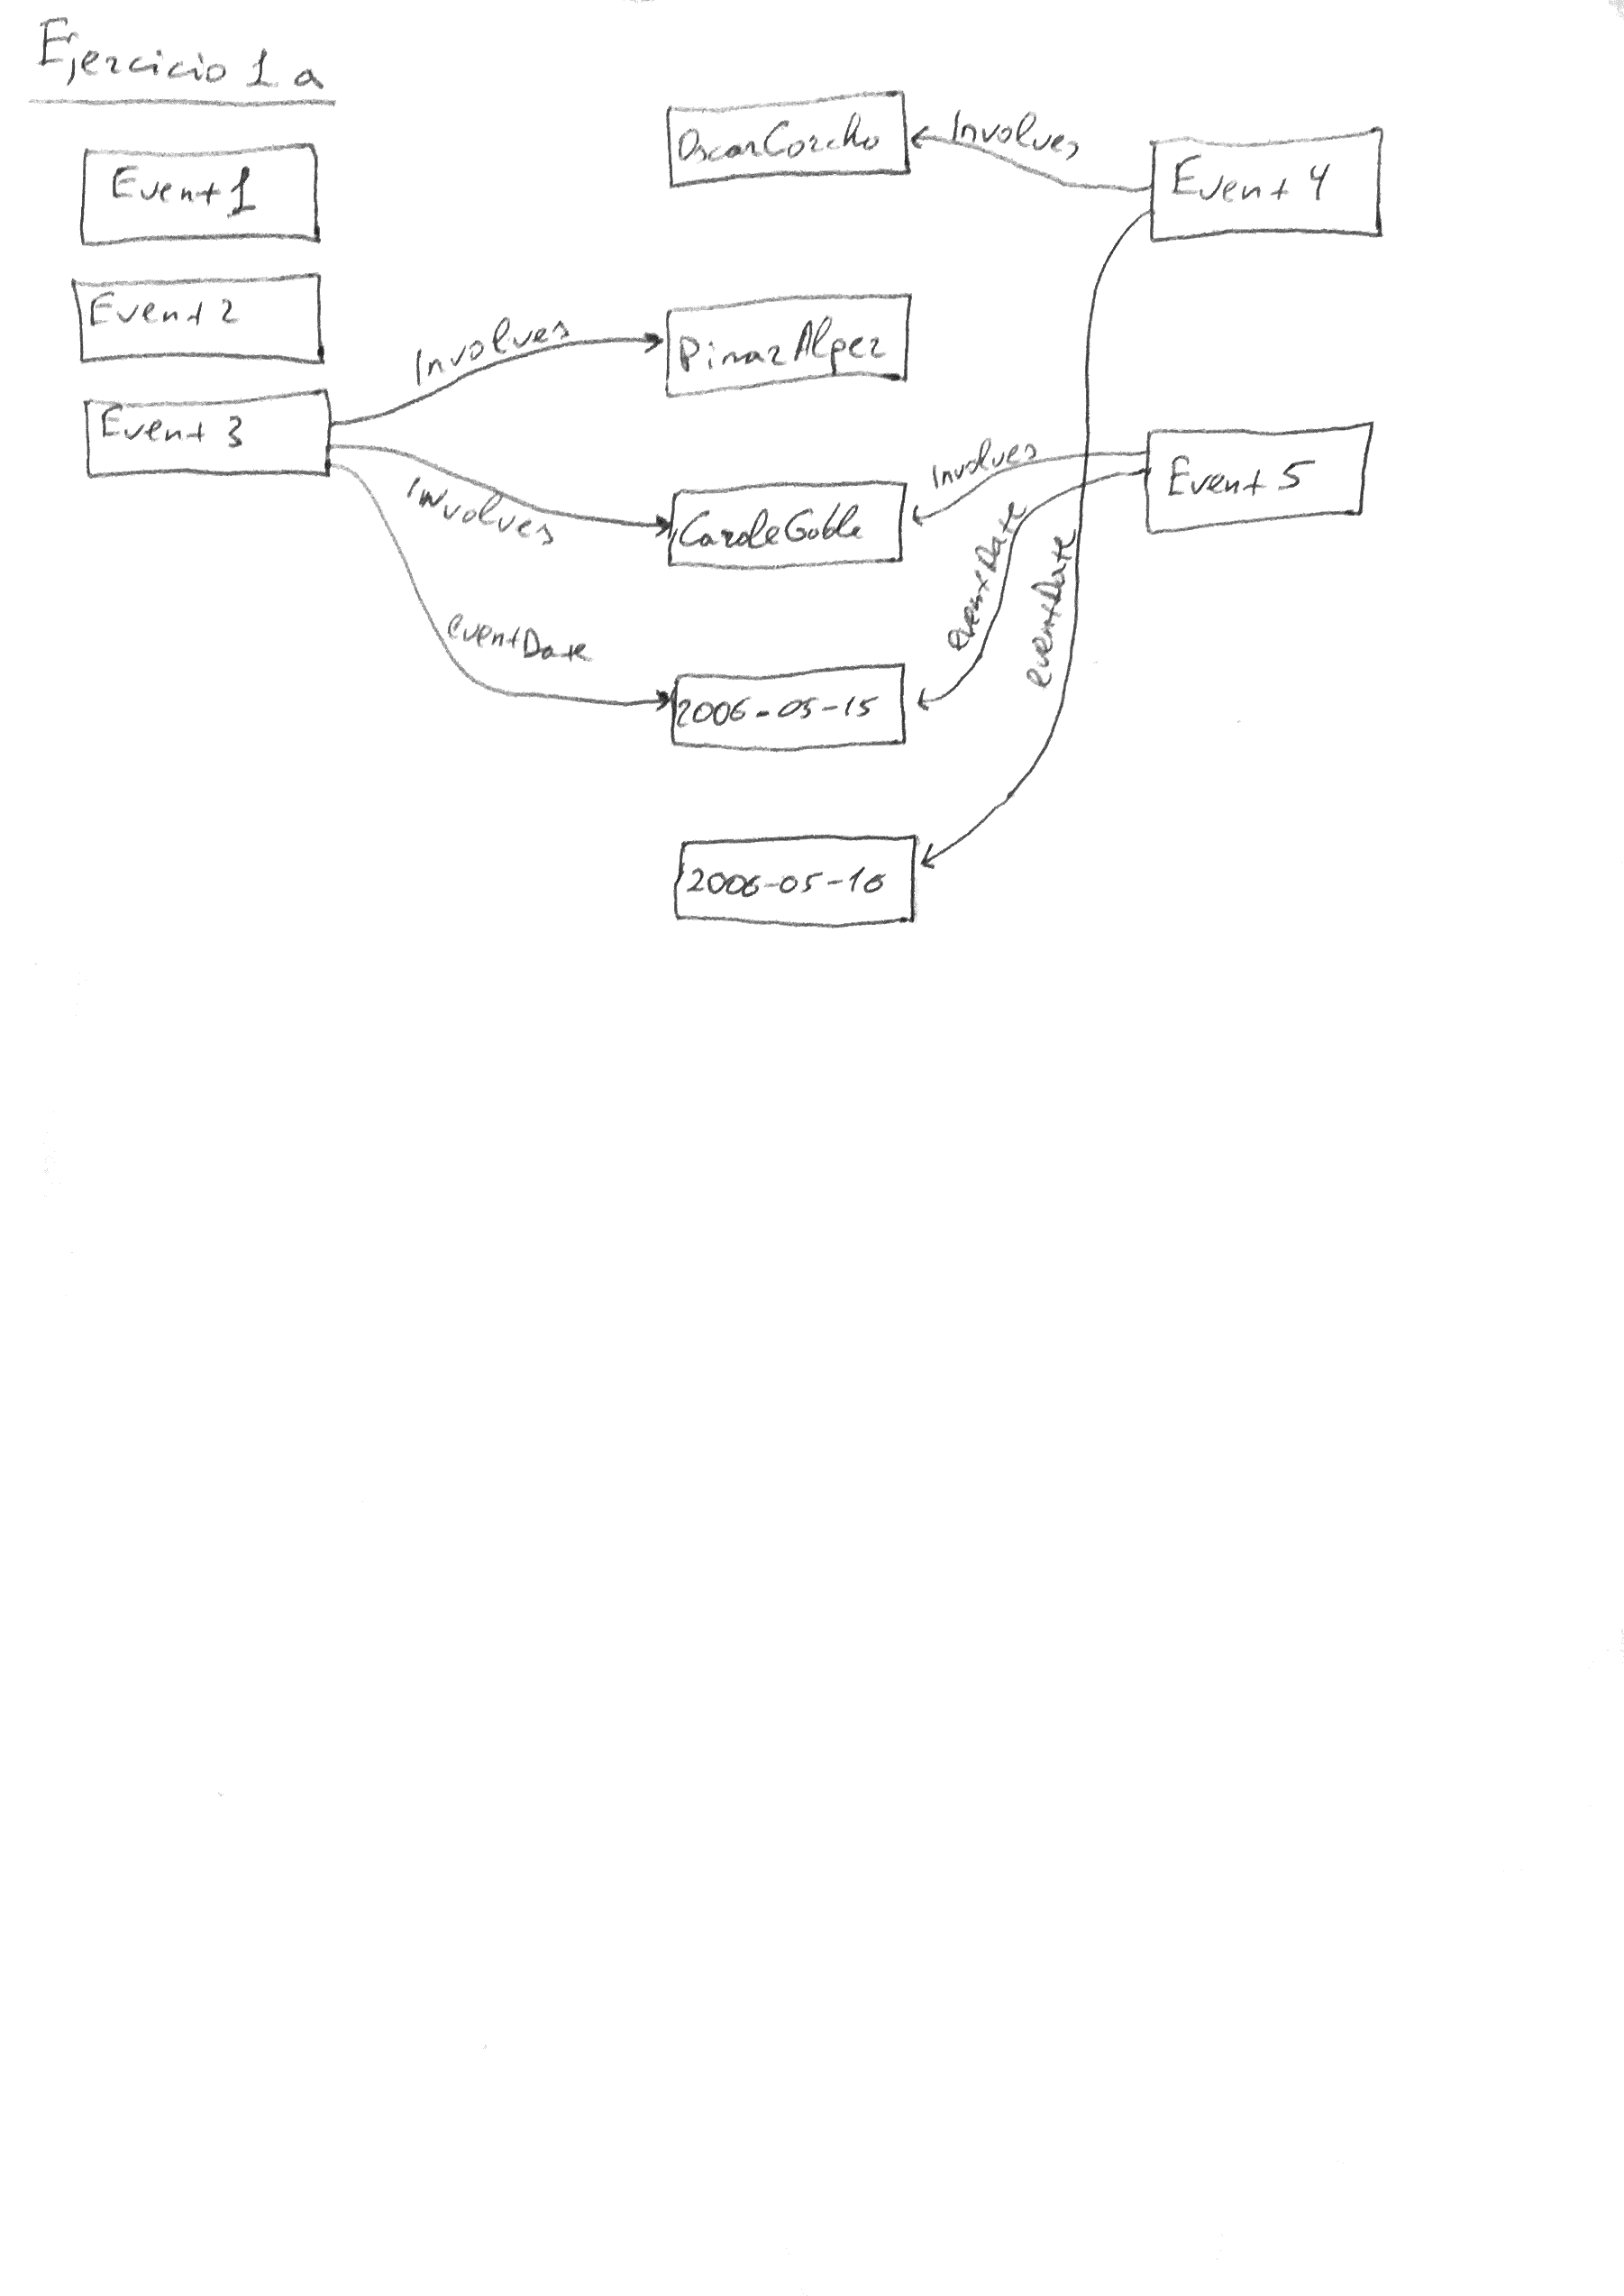 Ejercicio 1 a
OscarCorcho
Involves
Event 4
Event 1
Event 2
Involves
PinarAlper
Event 3
Involves
CaroleGoble
Involves
Event 5
eventDate
eventDate
eventDate
2006-05-15
2006-05-16